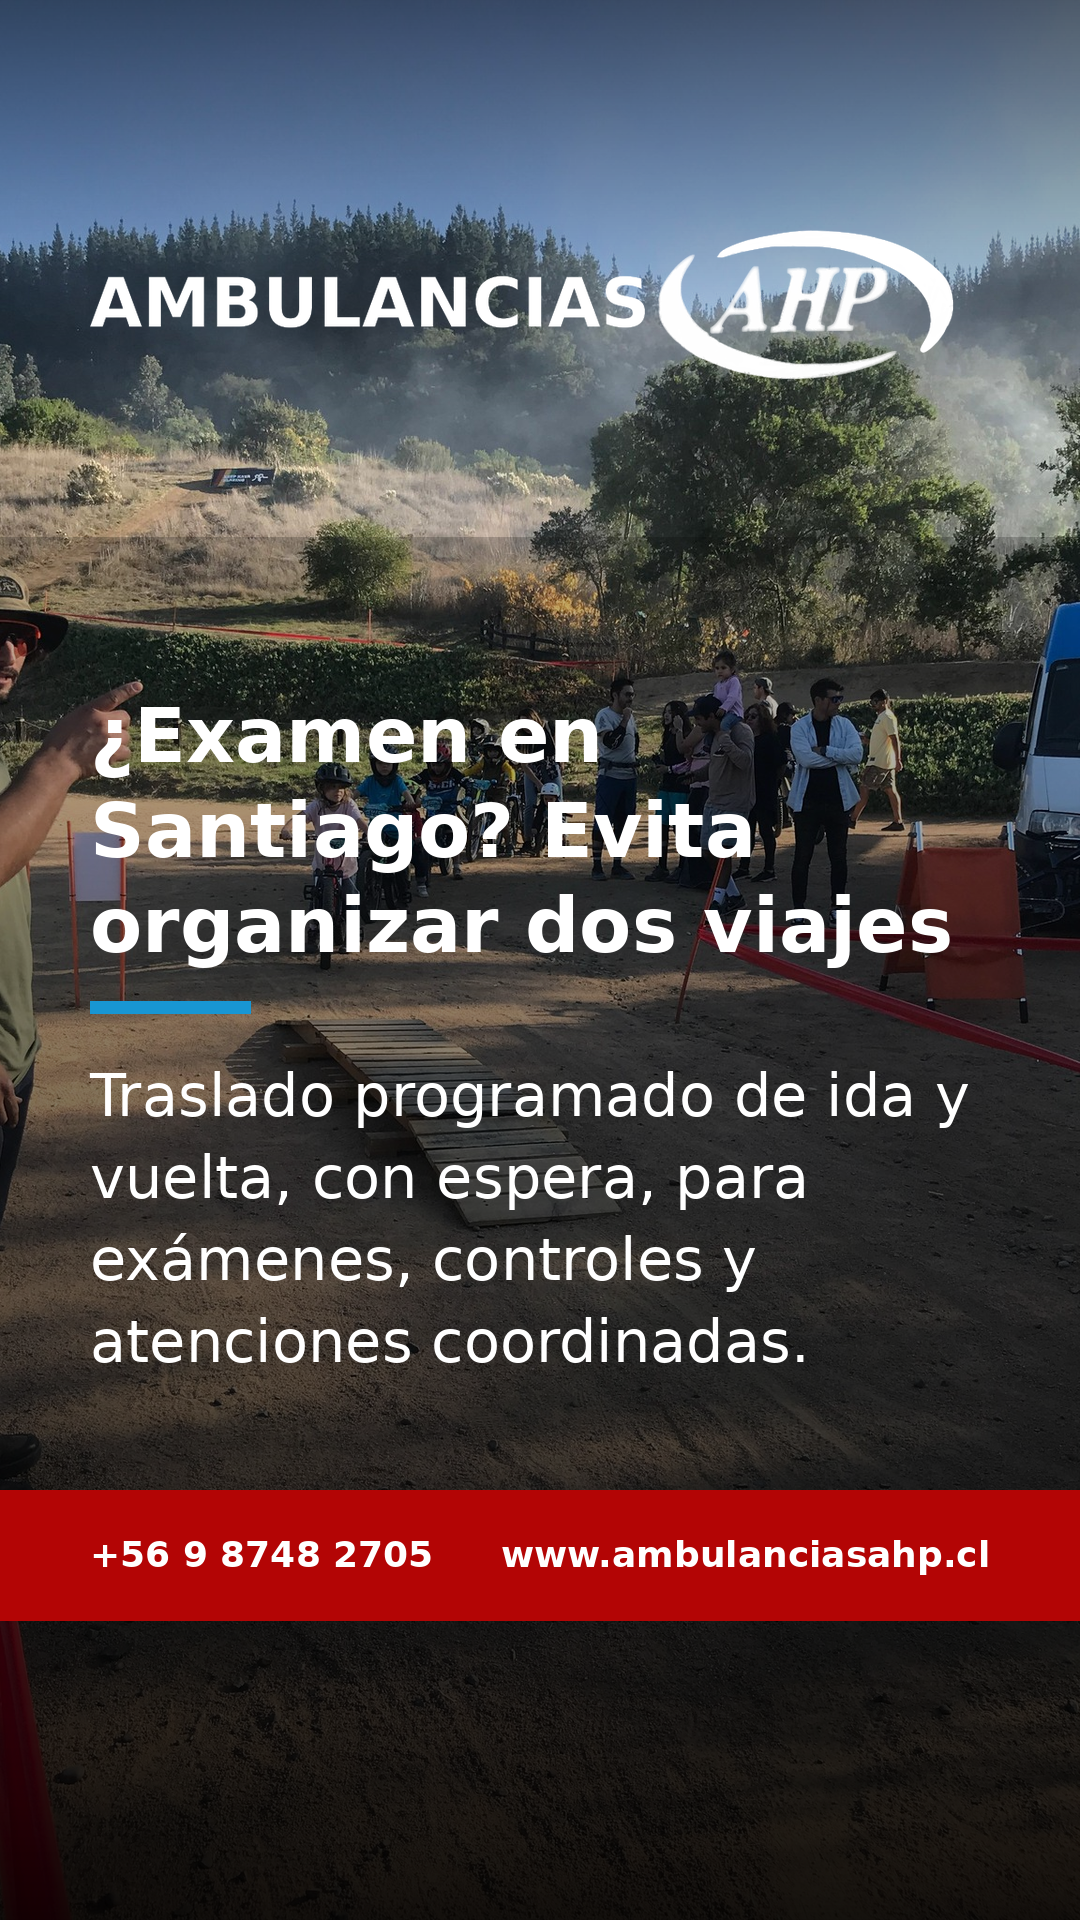 AMBULANCIAS AHP
¿Examen en
Santiago? Evita
organizar dos viajes
Traslado programado de ida y
vuelta, con espera, para
exámenes, controles y
atenciones coordinadas.
+56 9 8748 2705 www.ambulanciasahp.cl